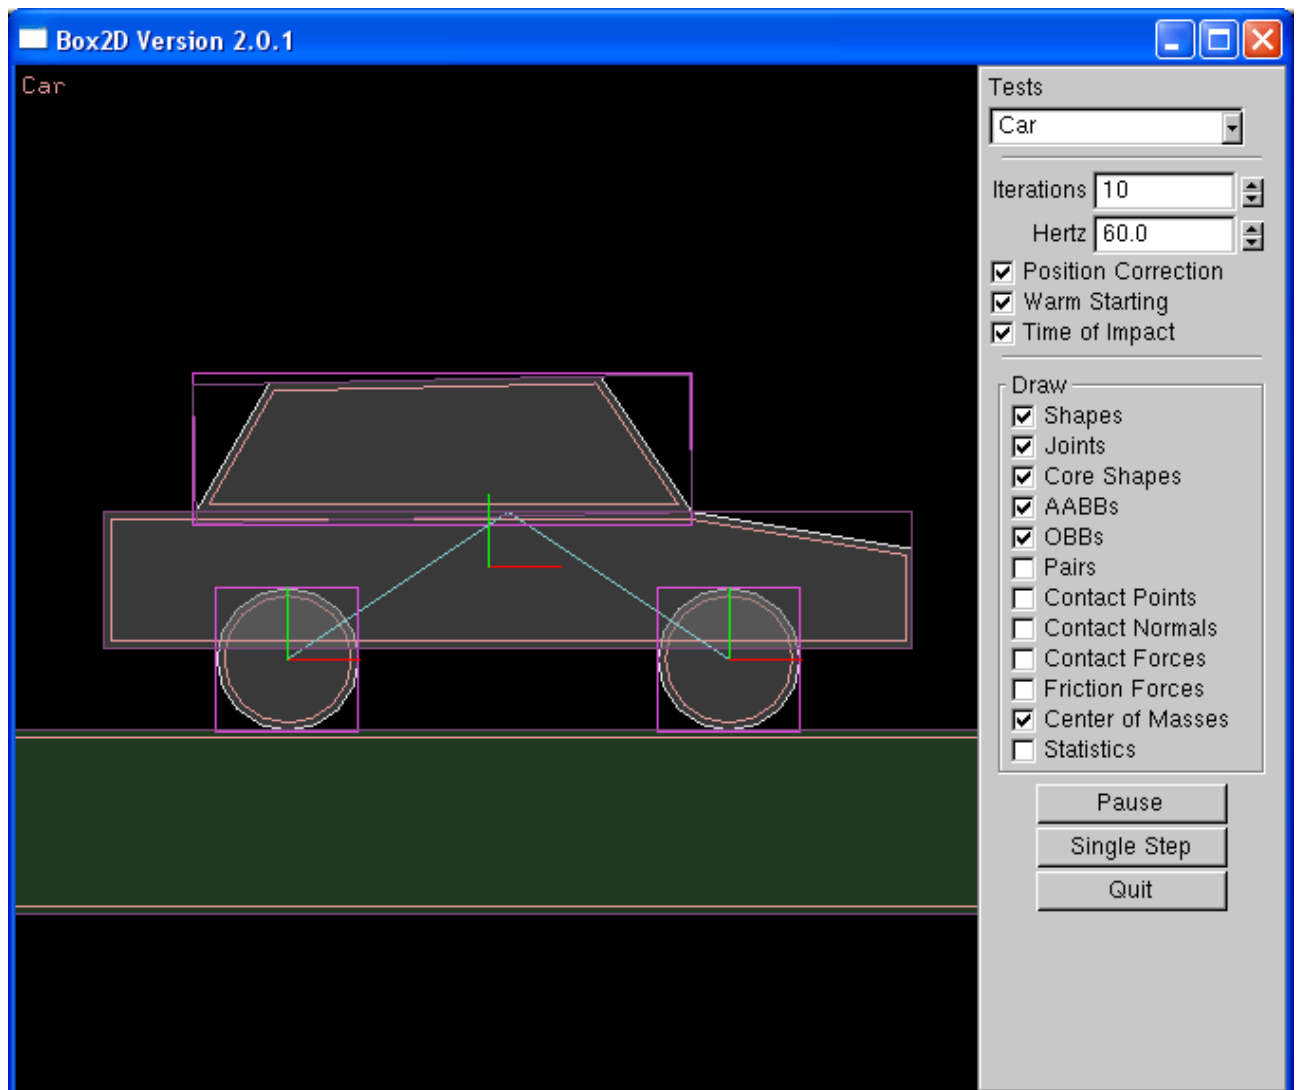 Box2D Version 2.0.1
Car
Tests
Car
Iterations 10
Hertz 60.0
Position Correction
Warm Starting
Time of Impact
Draw
Shapes
Joints
Core Shapes
AABBs
OBBs
Pairs
Contact Points
Contact Normals
Contact Forces
Friction Forces
Center of Masses
Statistics
Pause
Single Step
Quit